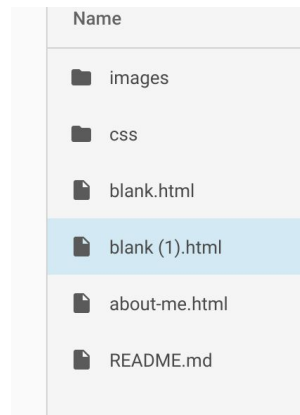 Name
images
css
blank.html
blank (1).html
about-me.html
README.md